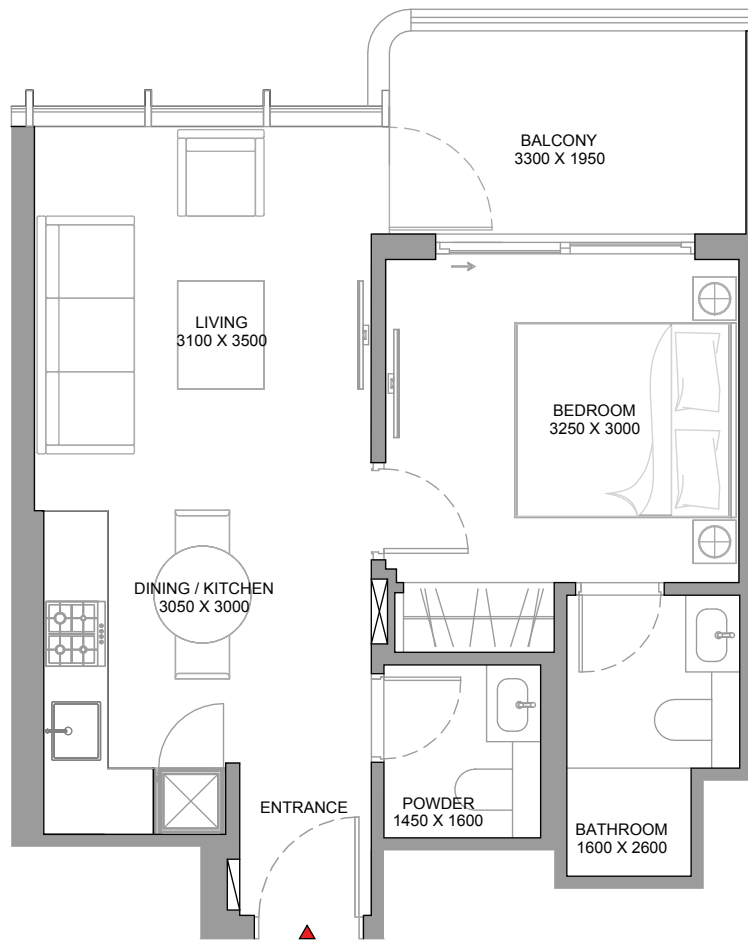 BALCONY
3300 X 1950
LIVING
3100 X 3500
BEDROOM
3250 X 3000
DINING / KITCHEN
3050 X 3000
ENTRANCE
POWDER
1450 X 1600
BATHROOM
1600 X 2600